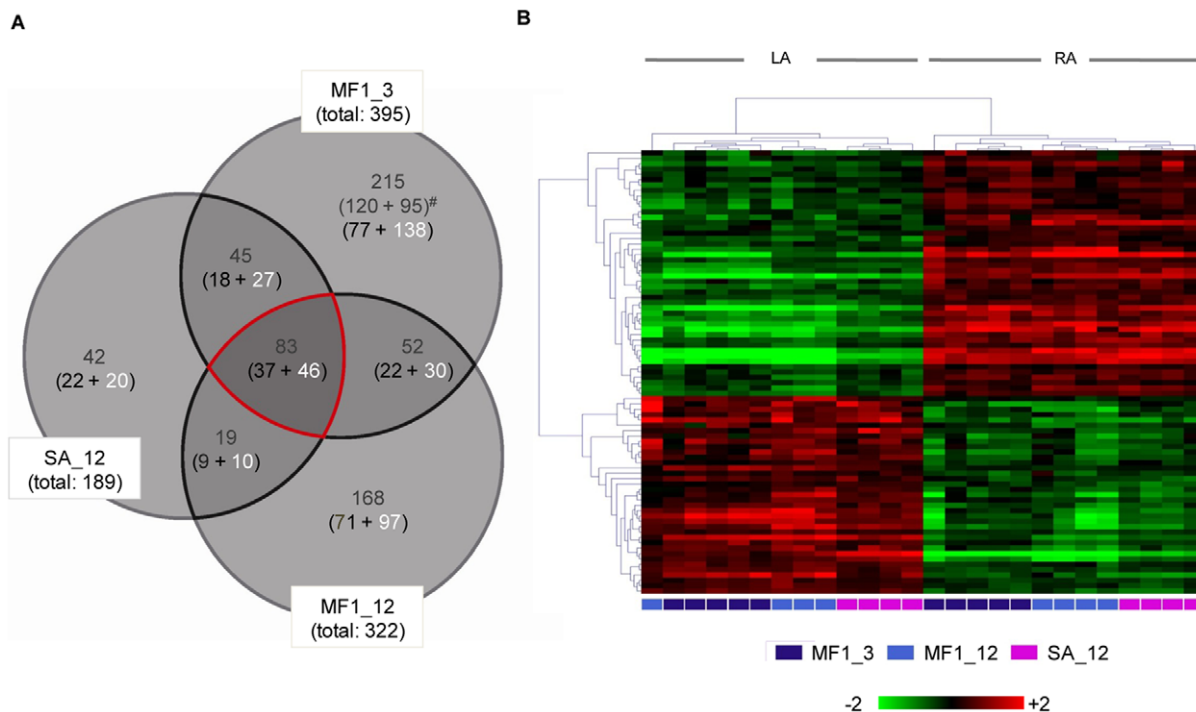 A
MF1_3
(total: 395)
215
(120 + 95)#
(77 + 138)
45
(18 + 27)
83
(37 + 46)
52
(22 + 30)
42
(22 + 20)
19
(9 + 10)
SA_12
(total: 189)
168
(71 + 97)
MF1_12
(total: 322)
B
LA
RA
MF1_3
MF1_12
SA_12
-2
+2